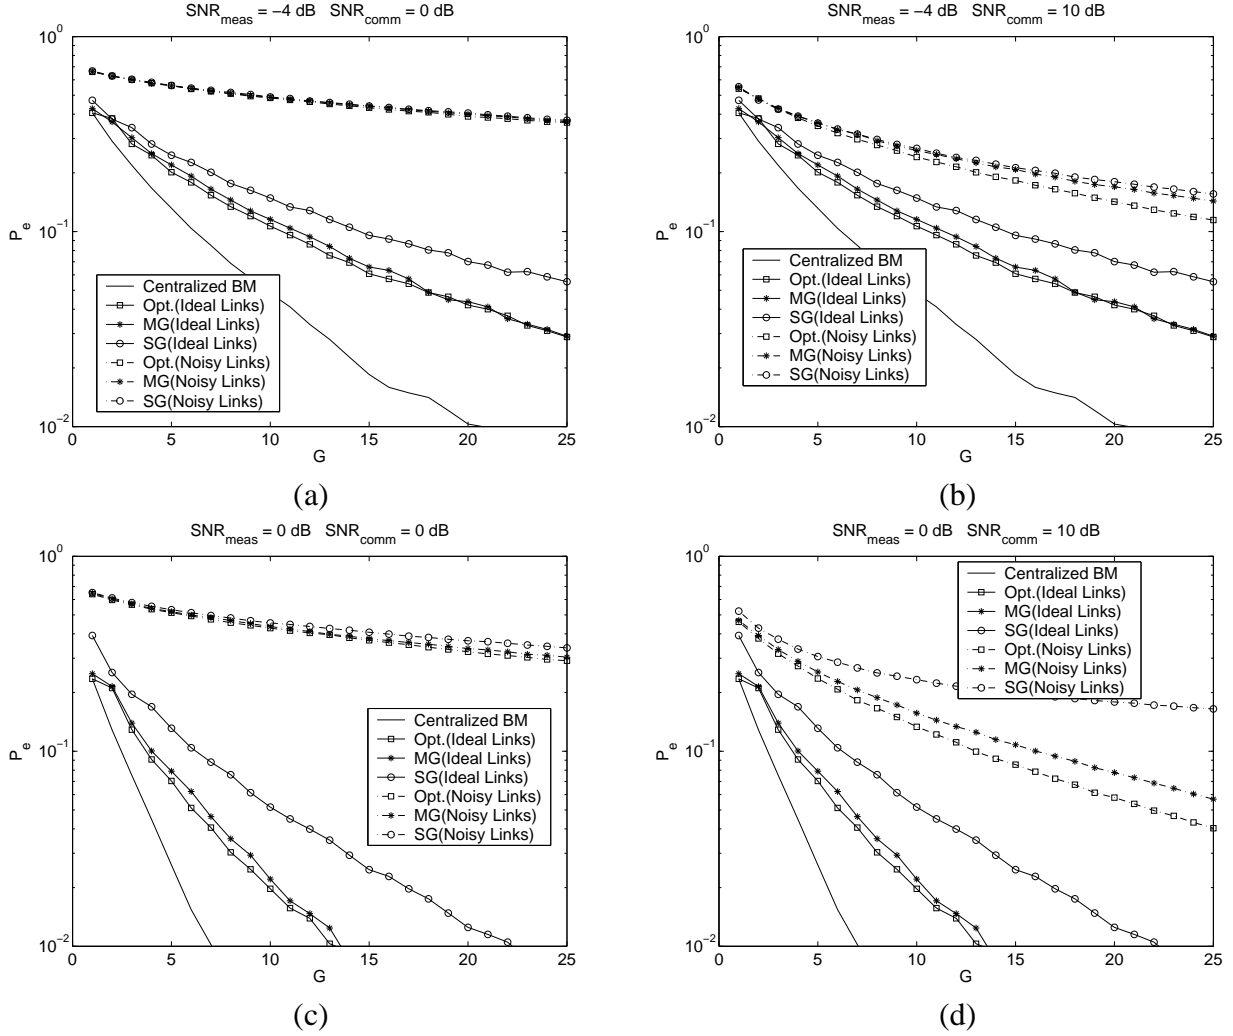 SNR_meas = −4 dB SNR_comm = 0 dB
10^0
10^−1
10^−2
P_e
0 5 10 15 20 25
G
Centralized BM
Opt.(Ideal Links)
MG(Ideal Links)
SG(Ideal Links)
Opt.(Noisy Links)
MG(Noisy Links)
SG(Noisy Links)
(a)
SNR_meas = −4 dB SNR_comm = 10 dB
10^0
10^−1
10^−2
P_e
0 5 10 15 20 25
G
Centralized BM
Opt.(Ideal Links)
MG(Ideal Links)
SG(Ideal Links)
Opt.(Noisy Links)
MG(Noisy Links)
SG(Noisy Links)
(b)
SNR_meas = 0 dB SNR_comm = 0 dB
10^0
10^−1
10^−2
P_e
0 5 10 15 20 25
G
Centralized BM
Opt.(Ideal Links)
MG(Ideal Links)
SG(Ideal Links)
Opt.(Noisy Links)
MG(Noisy Links)
SG(Noisy Links)
(c)
SNR_meas = 0 dB SNR_comm = 10 dB
10^0
10^−1
10^−2
P_e
0 5 10 15 20 25
G
Centralized BM
Opt.(Ideal Links)
MG(Ideal Links)
SG(Ideal Links)
Opt.(Noisy Links)
MG(Noisy Links)
SG(Noisy Links)
(d)